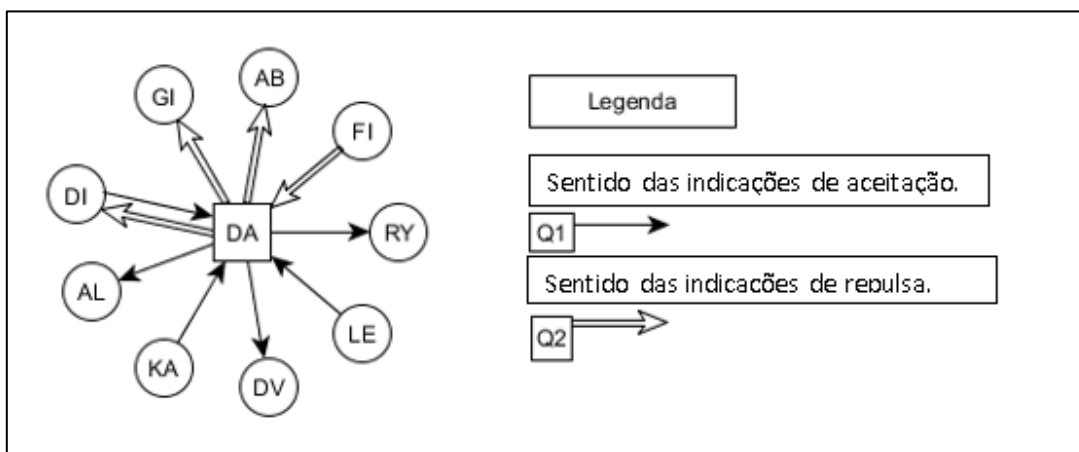 AB
GI
FI
DI
DA
RY
AL
LE
KA
DV
Legenda
Sentido das indicações de aceitação.
Q1
Sentido das indicações de repulsa.
Q2